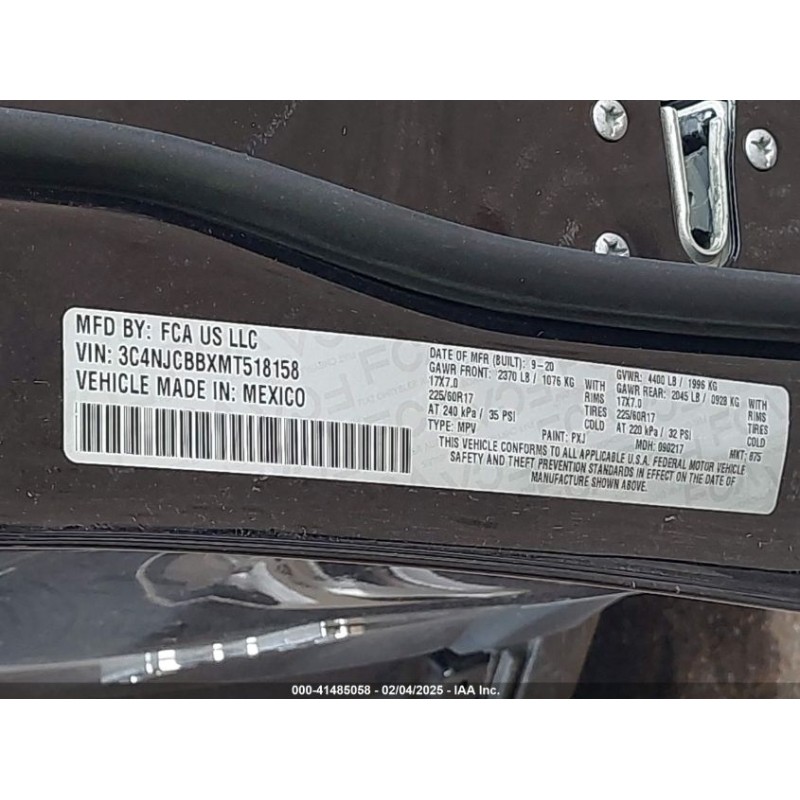 MFD BY: FCA US LLC
VIN: 3C4NJCBBXMT518158
VEHICLE MADE IN: MEXICO
DATE OF MFR (BUILT): 9-20
GAWR FRONT: 2370 LB / 1076 KG WITH
17X7.0 RIMS
225/60R17 TIRES
AT 240 kPa / 35 PSI COLD
TYPE: MPV
GVWR: 4400 LB / 1996 KG
GAWR REAR: 2045 LB / 0928 KG WITH
17X7.0 RIMS
225/60R17 TIRES
AT 220 kPa / 32 PSI COLD
PAINT: PXJ MDH: 090217 MKT: 875
THIS VEHICLE CONFORMS TO ALL APPLICABLE U.S.A. FEDERAL MOTOR VEHICLE
SAFETY AND THEFT PREVENTION STANDARDS IN EFFECT ON THE DATE OF
MANUFACTURE SHOWN ABOVE.
000-41485058 - 02/04/2025 - IAA Inc.